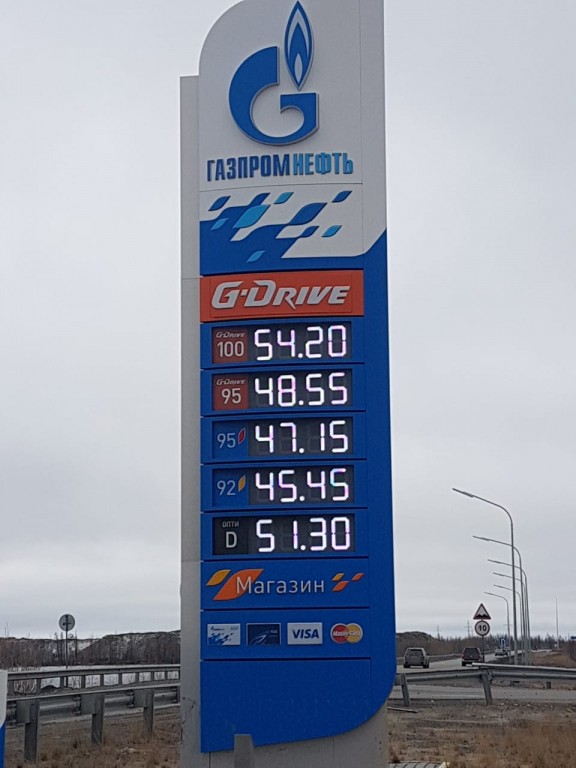 ГАЗПРОМНЕФТЬ
G-DRIVE
G-DRIVE 100 54.20
G-DRIVE 95 48.55
95 47.15
92 45.45
ОПТИ D 51.30
Магазин
VISA MasterCard
10